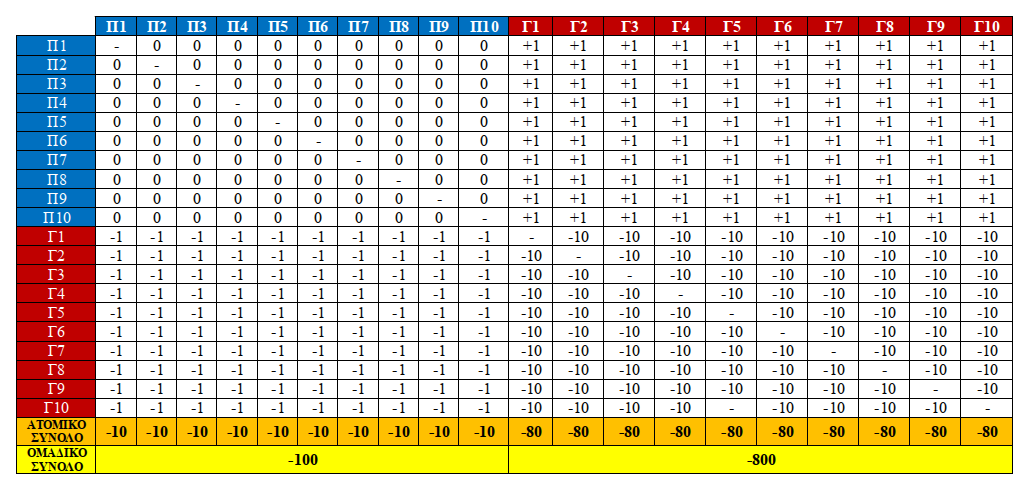 Π1 Π2 Π3 Π4 Π5 Π6 Π7 Π8 Π9 Π10 Γ1 Γ2 Γ3 Γ4 Γ5 Γ6 Γ7 Γ8 Γ9 Γ10
Π1 - 0 0 0 0 0 0 0 0 0 +1 +1 +1 +1 +1 +1 +1 +1 +1 +1
Π2 0 - 0 0 0 0 0 0 0 0 +1 +1 +1 +1 +1 +1 +1 +1 +1 +1
Π3 0 0 - 0 0 0 0 0 0 0 +1 +1 +1 +1 +1 +1 +1 +1 +1 +1
Π4 0 0 0 - 0 0 0 0 0 0 +1 +1 +1 +1 +1 +1 +1 +1 +1 +1
Π5 0 0 0 0 - 0 0 0 0 0 +1 +1 +1 +1 +1 +1 +1 +1 +1 +1
Π6 0 0 0 0 0 - 0 0 0 0 +1 +1 +1 +1 +1 +1 +1 +1 +1 +1
Π7 0 0 0 0 0 0 - 0 0 0 +1 +1 +1 +1 +1 +1 +1 +1 +1 +1
Π8 0 0 0 0 0 0 0 - 0 0 +1 +1 +1 +1 +1 +1 +1 +1 +1 +1
Π9 0 0 0 0 0 0 0 0 - 0 +1 +1 +1 +1 +1 +1 +1 +1 +1 +1
Π10 0 0 0 0 0 0 0 0 0 - +1 +1 +1 +1 +1 +1 +1 +1 +1 +1
Γ1 -1 -1 -1 -1 -1 -1 -1 -1 -1 -1 - -10 -10 -10 -10 -10 -10 -10 -10 -10
Γ2 -1 -1 -1 -1 -1 -1 -1 -1 -1 -1 -10 - -10 -10 -10 -10 -10 -10 -10 -10
Γ3 -1 -1 -1 -1 -1 -1 -1 -1 -1 -1 -10 -10 - -10 -10 -10 -10 -10 -10 -10
Γ4 -1 -1 -1 -1 -1 -1 -1 -1 -1 -1 -10 -10 -10 - -10 -10 -10 -10 -10 -10
Γ5 -1 -1 -1 -1 -1 -1 -1 -1 -1 -1 -10 -10 -10 -10 - -10 -10 -10 -10 -10
Γ6 -1 -1 -1 -1 -1 -1 -1 -1 -1 -1 -10 -10 -10 -10 -10 - -10 -10 -10 -10
Γ7 -1 -1 -1 -1 -1 -1 -1 -1 -1 -1 -10 -10 -10 -10 -10 -10 - -10 -10 -10
Γ8 -1 -1 -1 -1 -1 -1 -1 -1 -1 -1 -10 -10 -10 -10 -10 -10 -10 - -10 -10
Γ9 -1 -1 -1 -1 -1 -1 -1 -1 -1 -1 -10 -10 -10 -10 -10 -10 -10 -10 - -10
Γ10 -1 -1 -1 -1 -1 -1 -1 -1 -1 -1 -10 -10 -10 -10 - -10 -10 -10 -10 -
ΑΤΟΜΙΚΟ
ΣΥΝΟΛΟ -10 -10 -10 -10 -10 -10 -10 -10 -10 -10 -80 -80 -80 -80 -80 -80 -80 -80 -80 -80
ΟΜΑΔΙΚΟ
ΣΥΝΟΛΟ -100 -800